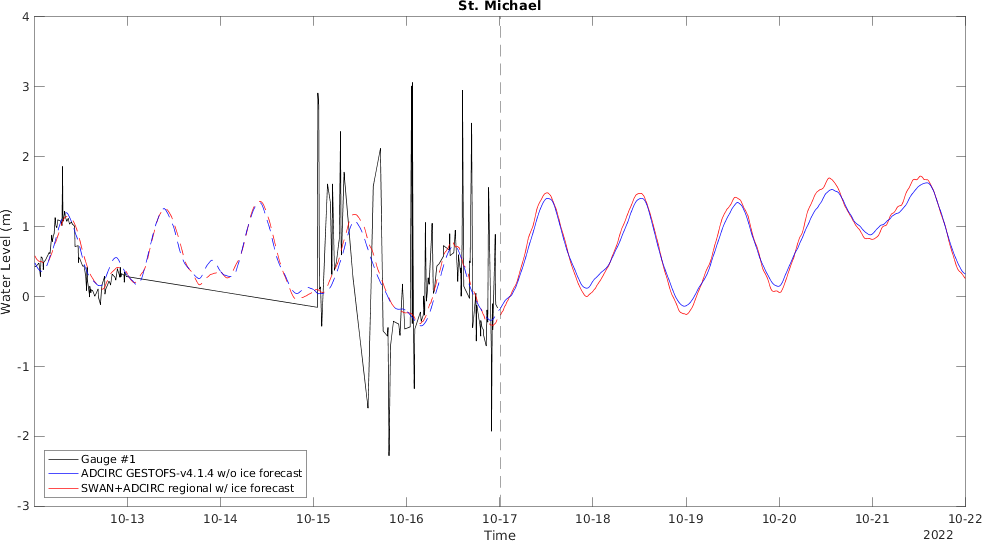 St. Michael
4
3
2
1
0
-1
-2
-3
Water Level (m)
Gauge #1
ADCIRC GESTOFS-v4.1.4 w/o ice forecast
SWAN+ADCIRC regional w/ ice forecast
10-13 10-14 10-15 10-16 10-17 10-18 10-19 10-20 10-21 10-22
Time
2022